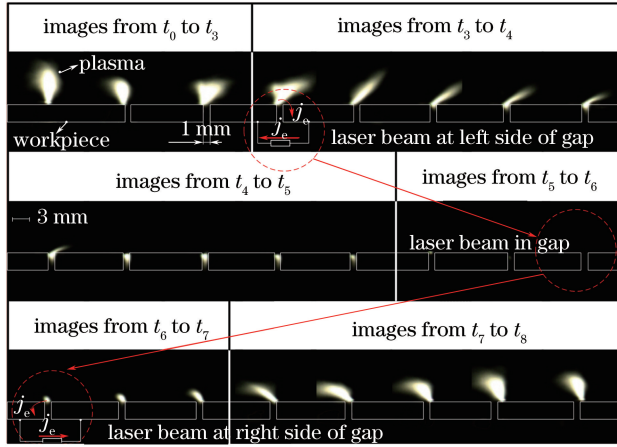 images from t₀ to t₃
images from t₃ to t₄
plasma
workpiece
1 mm
jₑ
jₑ
laser beam at left side of gap
images from t₄ to t₅
images from t₅ to t₆
3 mm
laser beam in gap
images from t₆ to t₇
images from t₇ to t₈
jₑ
jₑ
laser beam at right side of gap